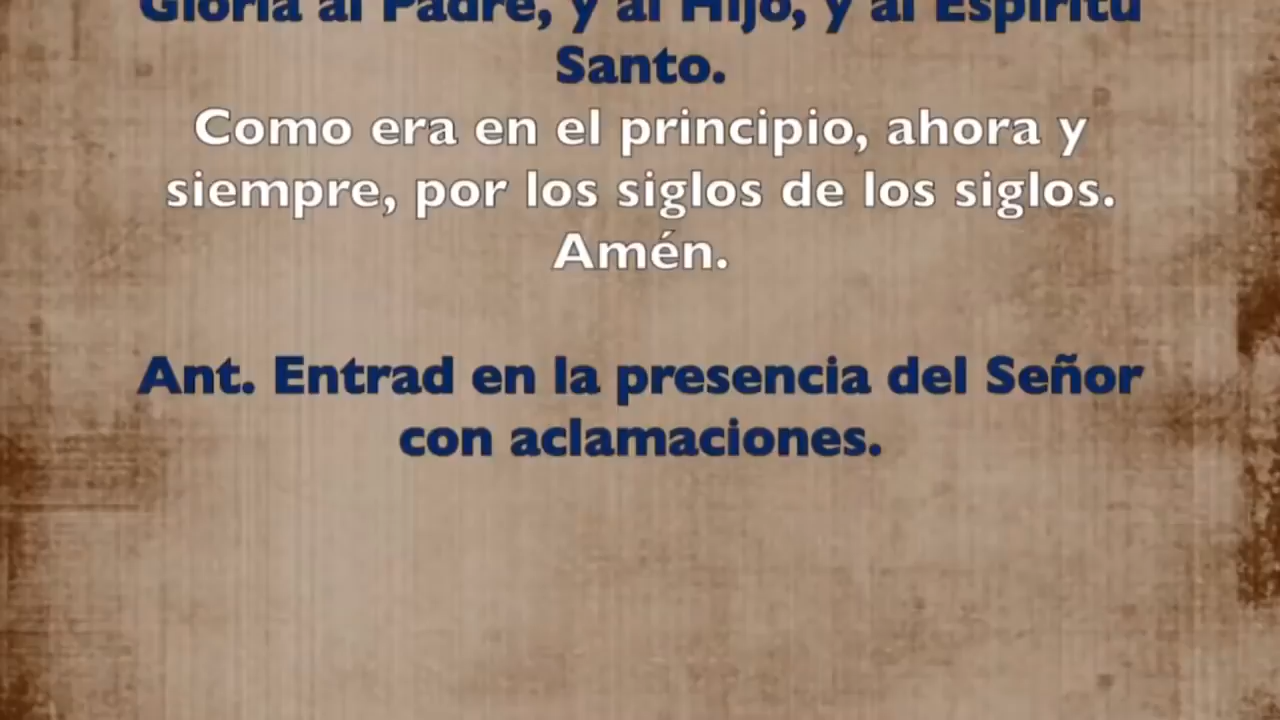 Gloria al Padre, y al Hijo, y al Espíritu
Santo.
Como era en el principio, ahora y
siempre, por los siglos de los siglos.
Amén.
Ant. Entrad en la presencia del Señor
con aclamaciones.